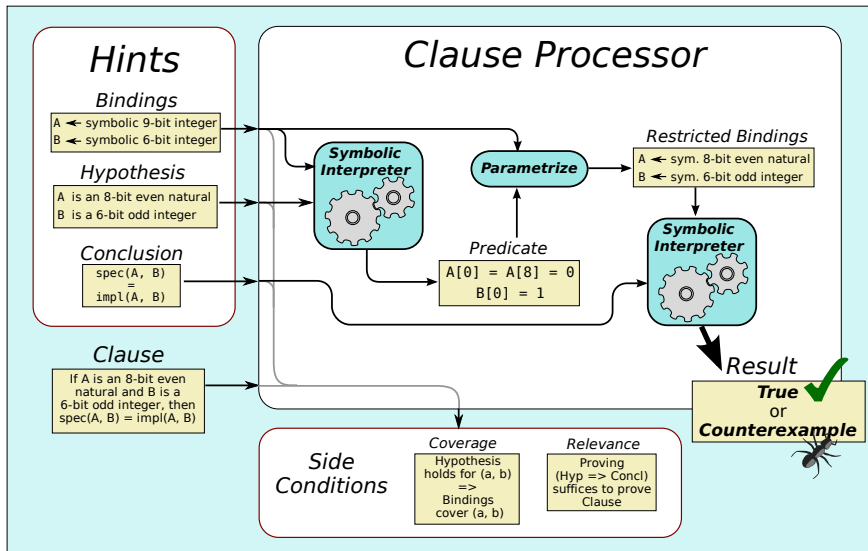 Hints
Bindings
A ← symbolic 9-bit integer
B ← symbolic 6-bit integer
Hypothesis
A is an 8-bit even natural
B is a 6-bit odd integer
Conclusion
spec(A, B)
=
impl(A, B)
Clause
If A is an 8-bit even
natural and B is a
6-bit odd integer, then
spec(A, B) = impl(A, B)
Clause Processor
Symbolic
Interpreter
Parametrize
Predicate
A[0] = A[8] = 0
B[0] = 1
Restricted Bindings
A ← sym. 8-bit even natural
B ← sym. 6-bit odd integer
Symbolic
Interpreter
Result
True
or
Counterexample
Side
Conditions
Coverage
Hypothesis
holds for (a, b)
=>
Bindings
cover (a, b)
Relevance
Proving
(Hyp => Concl)
suffices to prove
Clause